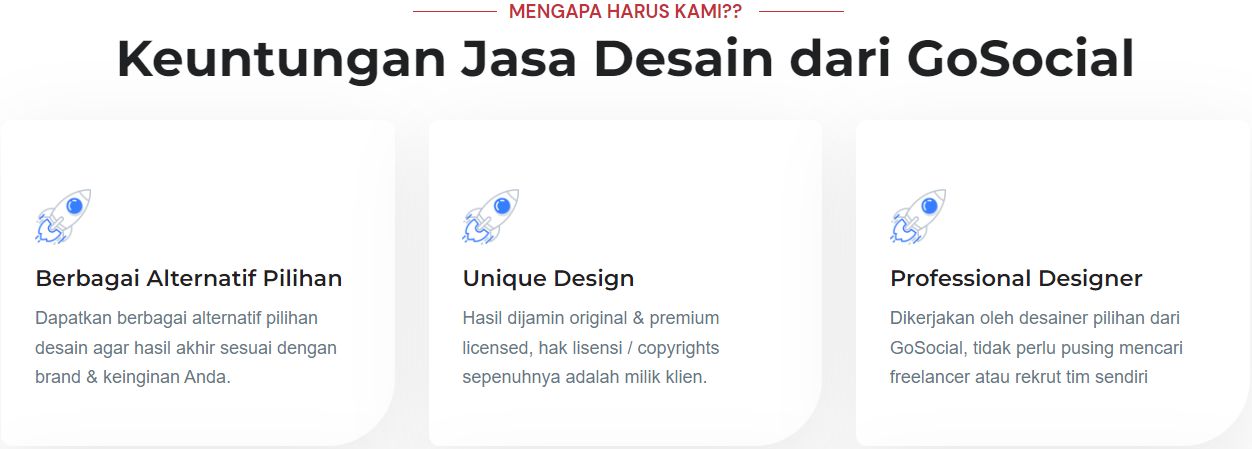 MENGAPA HARUS KAMI??
Keuntungan Jasa Desain dari GoSocial
Berbagai Alternatif Pilihan
Dapatkan berbagai alternatif pilihan
desain agar hasil akhir sesuai dengan
brand & keinginan Anda.
Unique Design
Hasil dijamin original & premium
licensed, hak lisensi / copyrights
sepenuhnya adalah milik klien.
Professional Designer
Dikerjakan oleh desainer pilihan dari
GoSocial, tidak perlu pusing mencari
freelancer atau rekrut tim sendiri